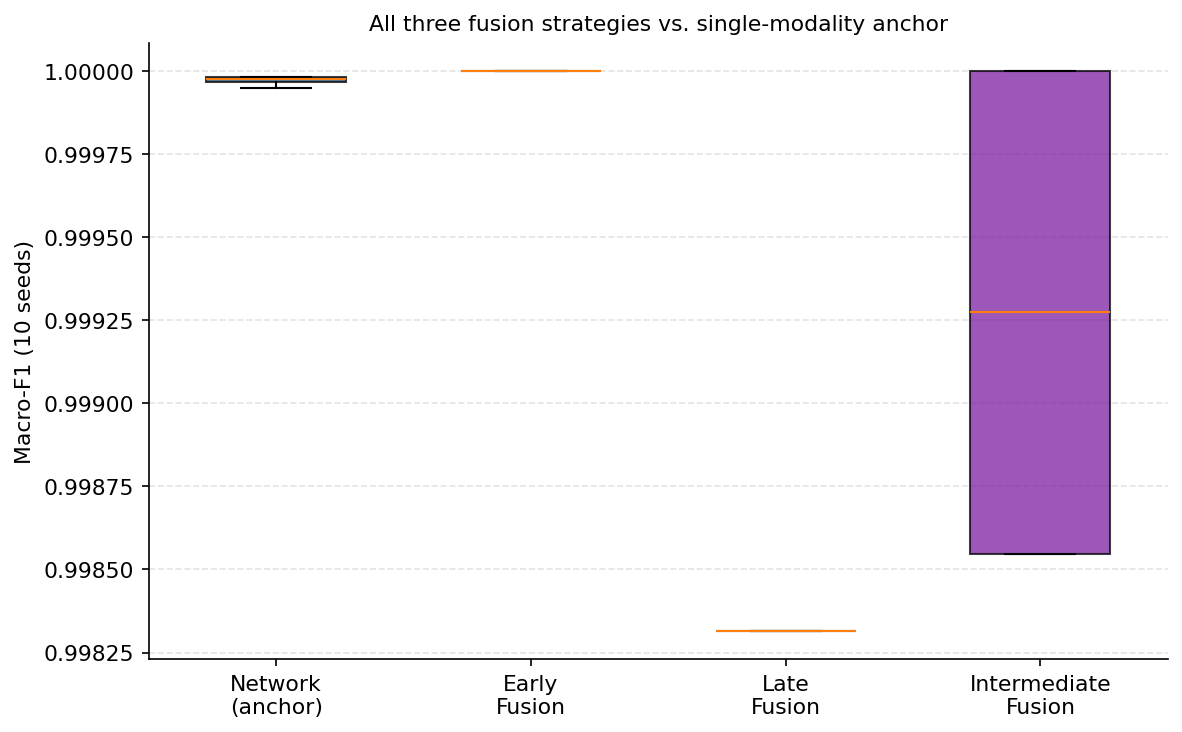 All three fusion strategies vs. single-modality anchor
Macro-F1 (10 seeds)
1.00000
0.99975
0.99950
0.99925
0.99900
0.99875
0.99850
0.99825
Network
(anchor)
Early
Fusion
Late
Fusion
Intermediate
Fusion